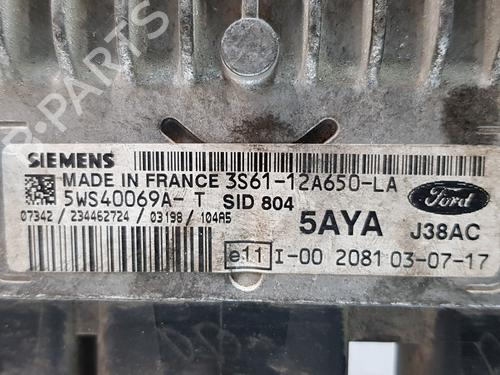 B-PARTS
SIEMENS
MADE IN FRANCE 3S61-12A650-LA
5WS40069A- T SID 804
07342 / 234462724 / 03198 / 104A5
5AYA
Ford
J38AC
e11 I-00 2081 03-07-17